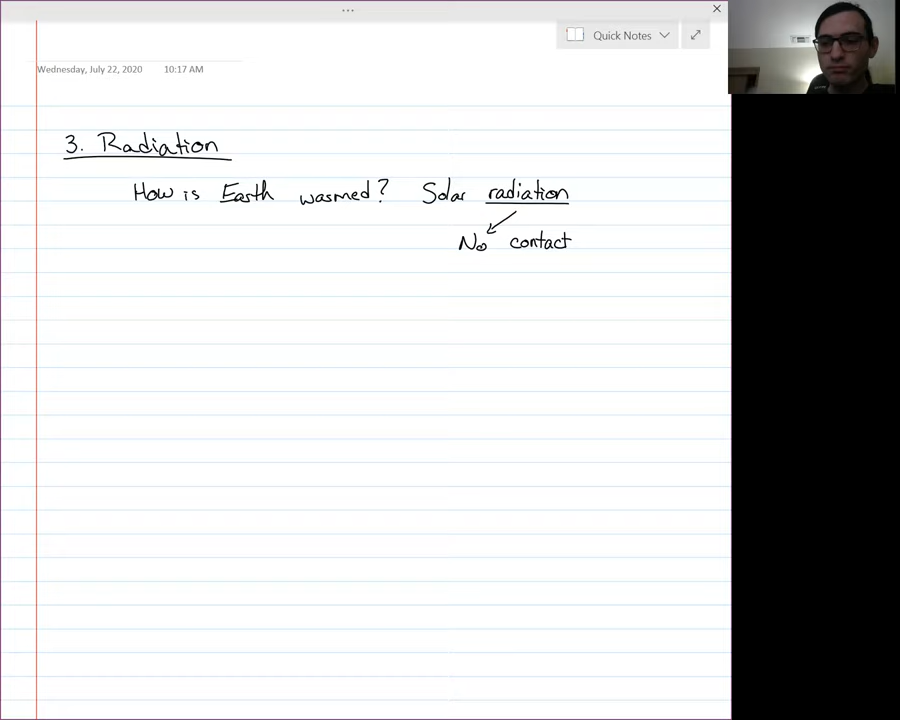 Quick Notes
Wednesday, July 22, 2020 10:17 AM
3. Radiation
How is Earth warmed? Solar radiation
No contact